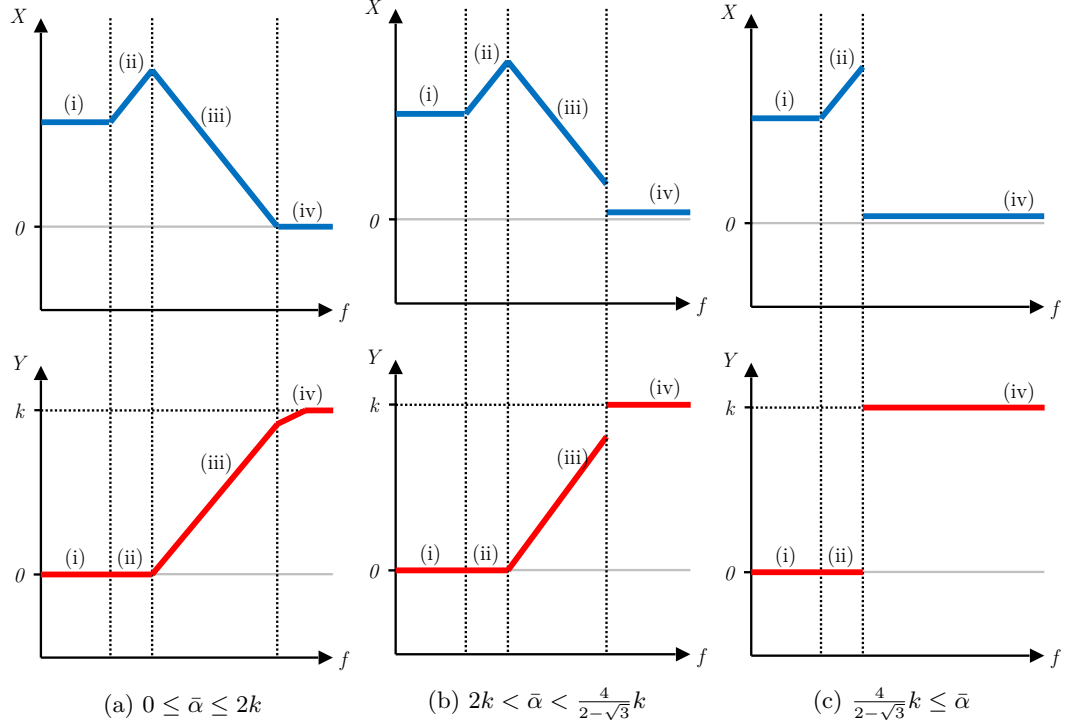 X
(i)
(ii)
(iii)
(iv)
0
f
X
(i)
(ii)
(iii)
(iv)
0
f
X
(i)
(ii)
(iv)
0
f
Y
k
(i)
(ii)
(iii)
(iv)
0
f
Y
k
(i)
(ii)
(iii)
(iv)
0
f
Y
k
(i)
(ii)
(iv)
0
f
(a) 0 ≤ ᾱ ≤ 2k
(b) 2k < ᾱ < 4/(2−√3) k
(c) 4/(2−√3) k ≤ ᾱ